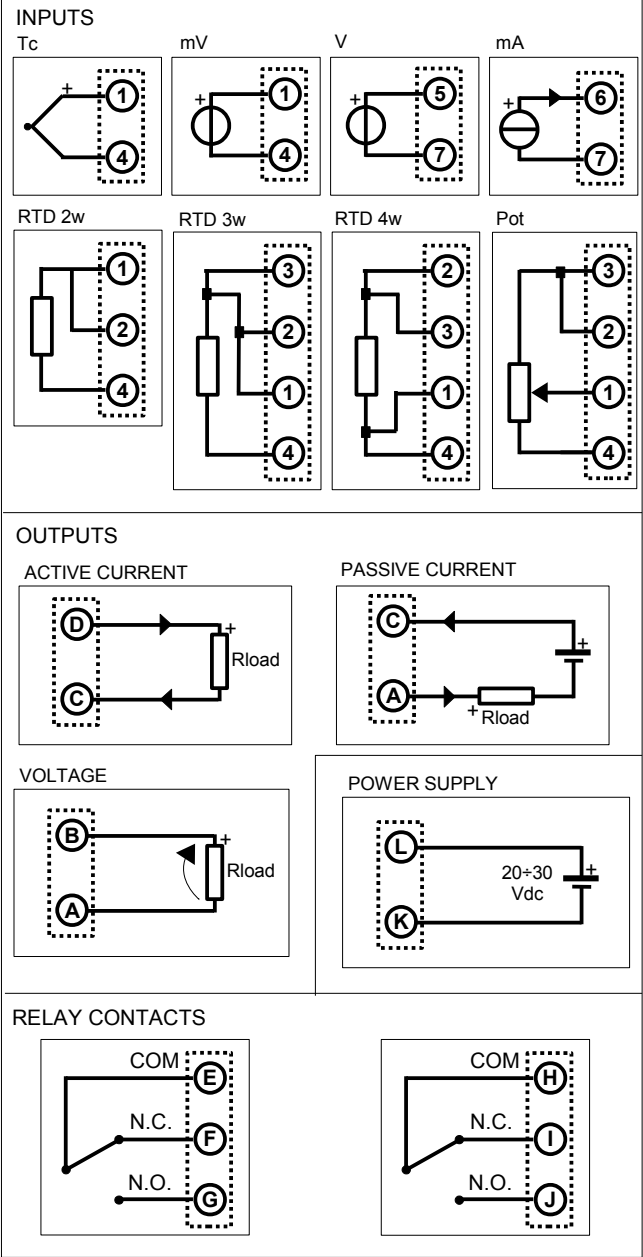 INPUTS
Tc mV V mA
+ 1 + 1 + 5 + 6
4 4 7 7
RTD 2w RTD 3w RTD 4w Pot
1 3 2 3
2 2 3 2
4 1 1 1
4 4 4
OUTPUTS
ACTIVE CURRENT PASSIVE CURRENT
D + C +
Rload
C A + Rload
VOLTAGE POWER SUPPLY
B + L
Rload 20÷30 +
Vdc
A K
RELAY CONTACTS
COM E COM H
N.C. F N.C. I
N.O. G N.O. J